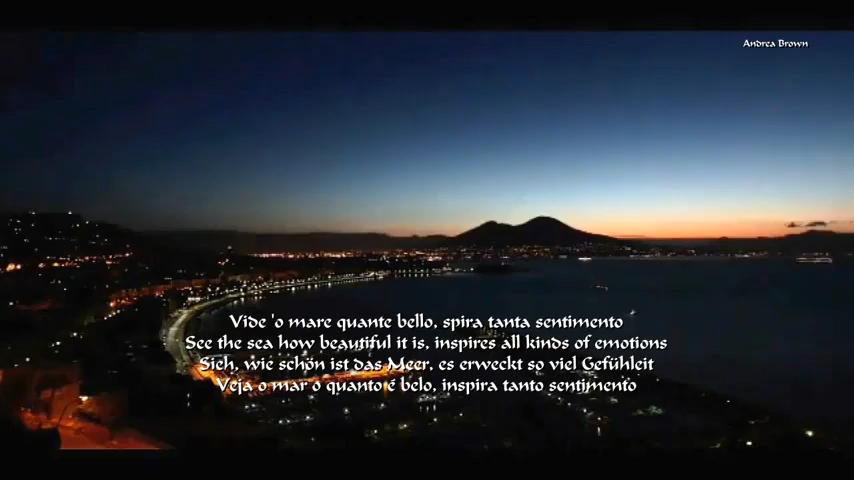 Andrea Brown
Vide 'o mare quante bello, spira tanta sentimento
See the sea how beautiful it is, inspires all kinds of emotions
Sieh, wie schön ist das Meer, es erweckt so viel Gefühleit
Veja o mar o quanto é belo, inspira tanto sentimento